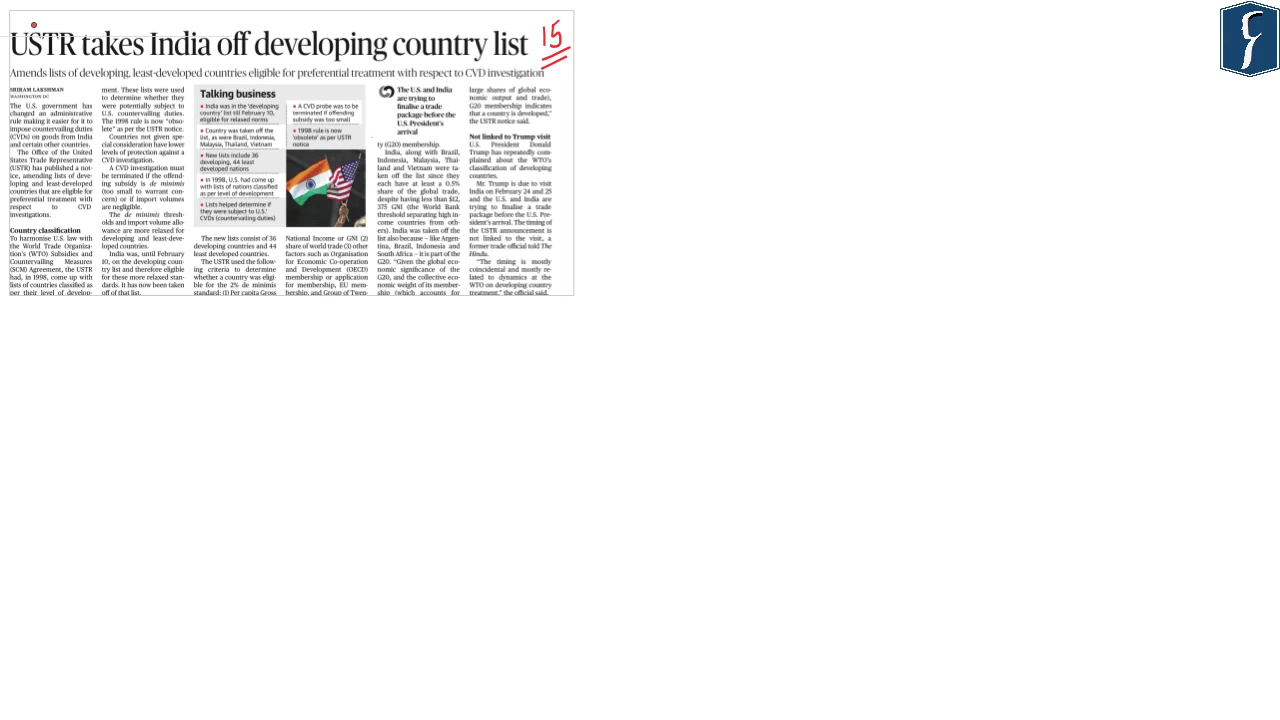 USTR takes India off developing country list
15
Amends lists of developing, least-developed countries eligible for preferential treatment with respect to CVD investigation
SRIRAM LAKSHMAN
WASHINGTON DC
The U.S. government has
changed an administrative
rule making it easier for it to
impose countervailing duties
(CVDs) on goods from India
and certain other countries.
The Office of the United
States Trade Representative
(USTR) has published a not-
ice, amending lists of deve-
loping and least-developed
countries that are eligible for
preferential treatment with
respect to CVD
investigations.
Country classification
To harmonise U.S. law with
the World Trade Organiza-
tion's (WTO) Subsidies and
Countervailing Measures
(SCM) Agreement, the USTR
had, in 1998, come up with
lists of countries classified as
per their level of develop-
ment. These lists were used
to determine whether they
were potentially subject to
U.S. countervailing duties.
The 1998 rule is now “obso-
lete” as per the USTR notice.
Countries not given spe-
cial consideration have lower
levels of protection against a
CVD investigation.
A CVD investigation must
be terminated if the offend-
ing subsidy is de minimis
(too small to warrant con-
cern) or if import volumes
are negligible.
The de minimis thresh-
olds and import volume allo-
wance are more relaxed for
developing and least-deve-
loped countries.
India was, until February
10, on the developing coun-
try list and therefore eligible
for these more relaxed stan-
dards. It has now been taken
off of that list.
Talking business
• India was in the 'developing
country' list till February 10,
eligible for relaxed norms
• Country was taken off the
list, as were Brazil, Indonesia,
Malaysia, Thailand, Vietnam
• New lists include 36
developing, 44 least
developed nations
• In 1998, U.S. had come up
with lists of nations classified
as per level of development
• Lists helped determine if
they were subject to U.S.'
CVDs (countervailing duties)
• A CVD probe was to be
terminated if offending
subsidy was too small
• 1998 rule is now
'obsolete' as per USTR
notice
The new lists consist of 36
developing countries and 44
least developed countries.
The USTR used the follow-
ing criteria to determine
whether a country was eligi-
ble for the 2% de minimis
standard: (1) Per capita Gross
National Income or GNI (2)
share of world trade (3) other
factors such as Organisation
for Economic Co-operation
and Development (OECD)
membership or application
for membership, EU mem-
bership, and Group of Twen-
The U.S. and India
are trying to
finalise a trade
package before the
U.S. President's
arrival
ty (G20) membership.
India, along with Brazil,
Indonesia, Malaysia, Thai-
land and Vietnam were ta-
ken off the list since they
each have at least a 0.5%
share of the global trade,
despite having less than $12,
375 GNI (the World Bank
threshold separating high in-
come countries from oth-
ers). India was taken off the
list also because – like Argen-
tina, Brazil, Indonesia and
South Africa – it is part of the
G20. “Given the global eco-
nomic significance of the
G20, and the collective eco-
nomic weight of its member-
ship (which accounts for
large shares of global eco-
nomic output and trade),
G20 membership indicates
that a country is developed,”
the USTR notice said.
Not linked to Trump visit
U.S. President Donald
Trump has repeatedly com-
plained about the WTO's
classification of developing
countries.
Mr. Trump is due to visit
India on February 24 and 25
and the U.S. and India are
trying to finalise a trade
package before the U.S. Pre-
sident's arrival. The timing of
the USTR announcement is
not linked to the visit, a
former trade official told The
Hindu.
“The timing is mostly
coincidental and mostly re-
lated to dynamics at the
WTO on developing country
treatment,” the official said.